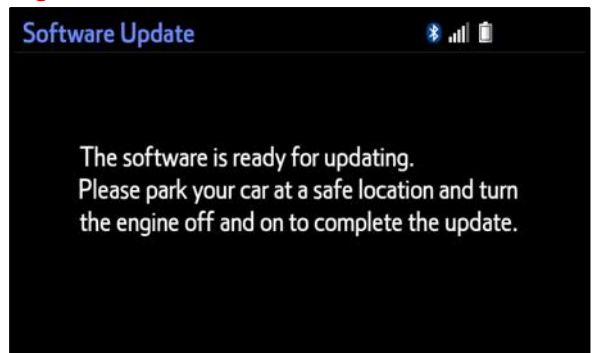 Software Update
The software is ready for updating.
Please park your car at a safe location and turn
the engine off and on to complete the update.